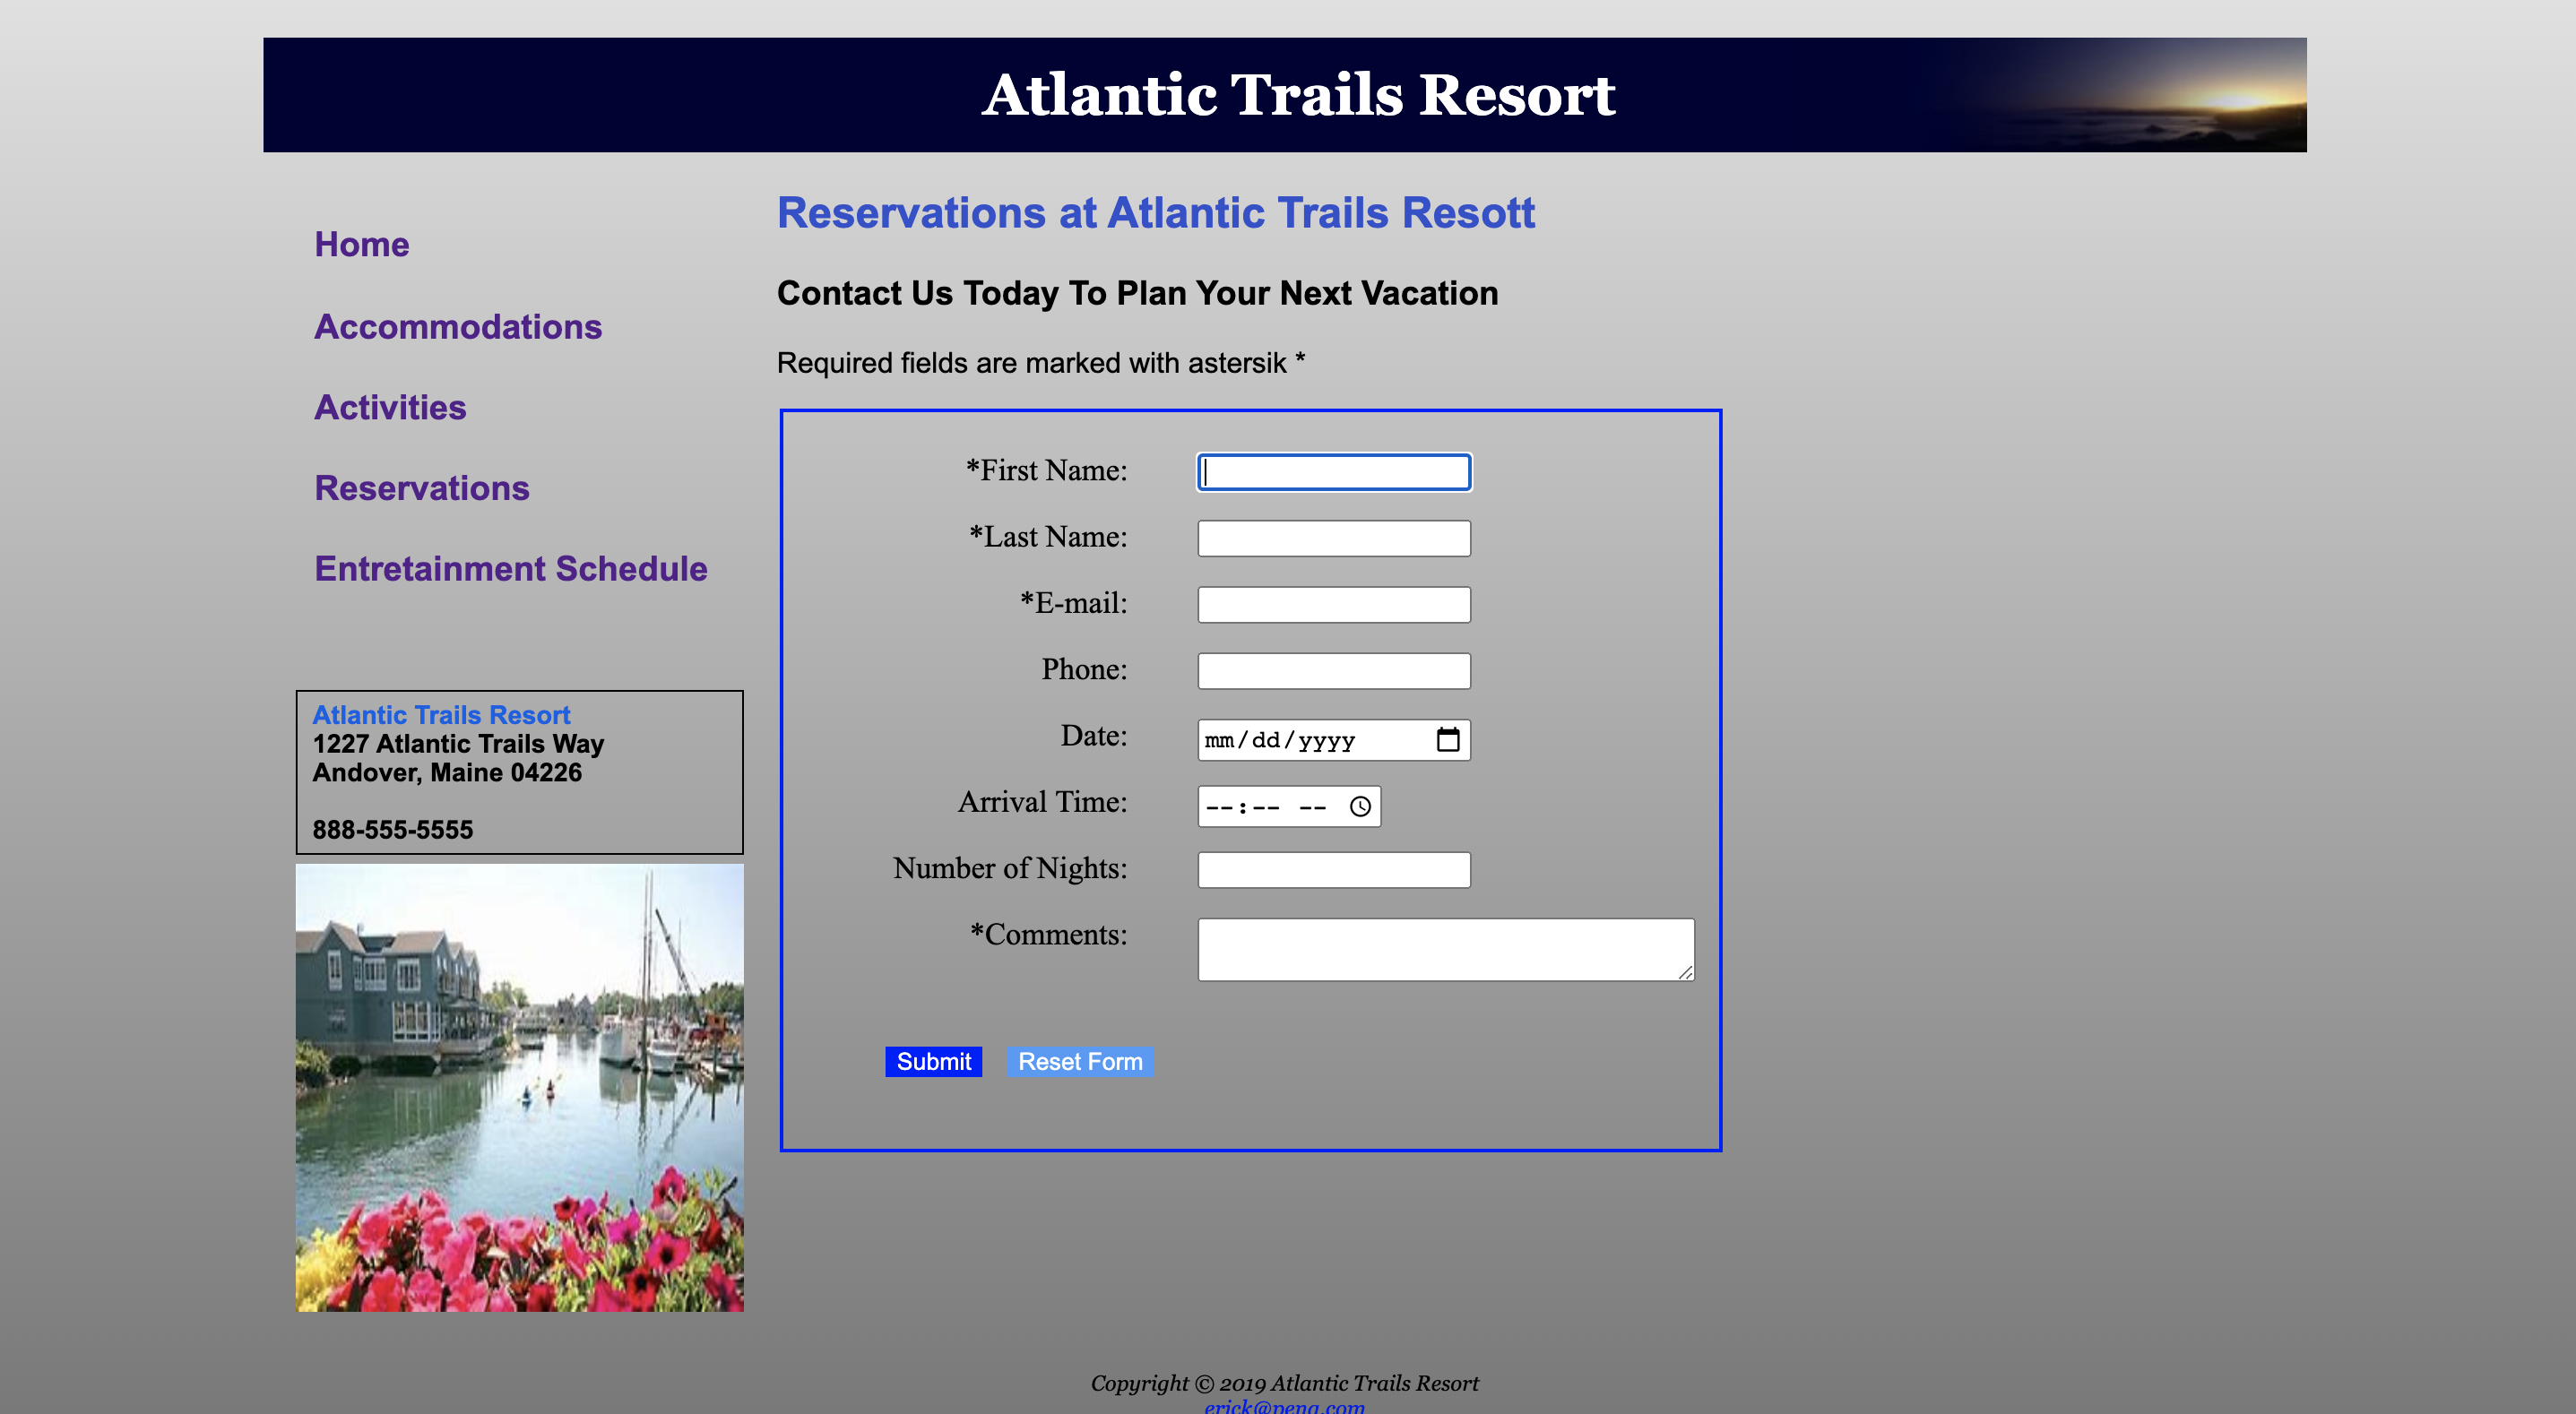 Atlantic Trails Resort
Home
Accommodations
Activities
Reservations
Entretainment Schedule
Atlantic Trails Resort
1227 Atlantic Trails Way
Andover, Maine 04226
888-555-5555
Reservations at Atlantic Trails Resott
Contact Us Today To Plan Your Next Vacation
Required fields are marked with astersik *
*First Name:
*Last Name:
*E-mail:
Phone:
Date: mm/dd/yyyy
Arrival Time: --:-- --
Number of Nights:
*Comments:
Submit Reset Form
Copyright © 2019 Atlantic Trails Resort
erick@pena.com